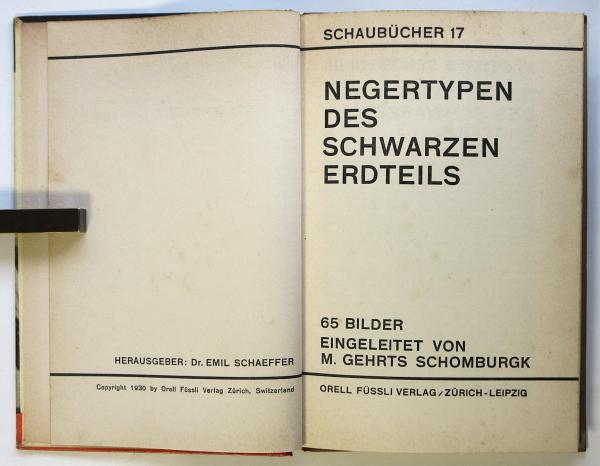 HERAUSGEBER: Dr. EMIL SCHAEFFER
Copyright 1930 by Orell Füssli Verlag Zürich, Switzerland
SCHAUBÜCHER 17
NEGERTYPEN
DES
SCHWARZEN
ERDTEILS
65 BILDER
EINGELEITET VON
M. GEHRTS SCHOMBURGK
ORELL FÜSSLI VERLAG/ZÜRICH-LEIPZIG